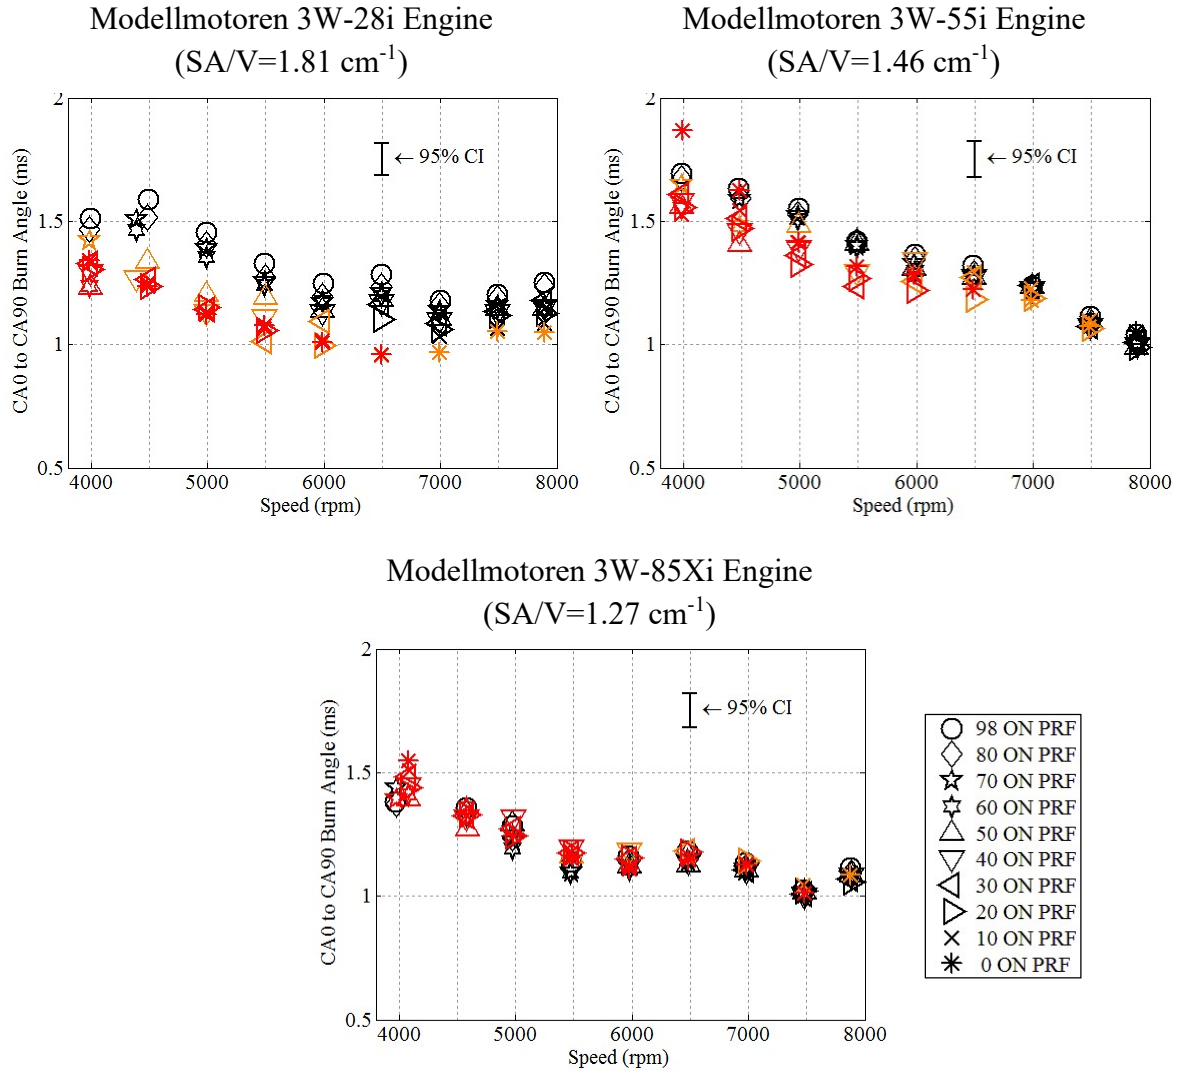 Modellmotoren 3W-28i Engine
(SA/V=1.81 cm-1)
2
1.5
1
0.5
CA0 to CA90 Burn Angle (ms)
← 95% CI
4000 5000 6000 7000 8000
Speed (rpm)
Modellmotoren 3W-55i Engine
(SA/V=1.46 cm-1)
2
1.5
1
0.5
CA0 to CA90 Burn Angle (ms)
← 95% CI
4000 5000 6000 7000 8000
Speed (rpm)
Modellmotoren 3W-85Xi Engine
(SA/V=1.27 cm-1)
2
1.5
1
0.5
CA0 to CA90 Burn Angle (ms)
← 95% CI
4000 5000 6000 7000 8000
Speed (rpm)
98 ON PRF
80 ON PRF
70 ON PRF
60 ON PRF
50 ON PRF
40 ON PRF
30 ON PRF
20 ON PRF
10 ON PRF
0 ON PRF